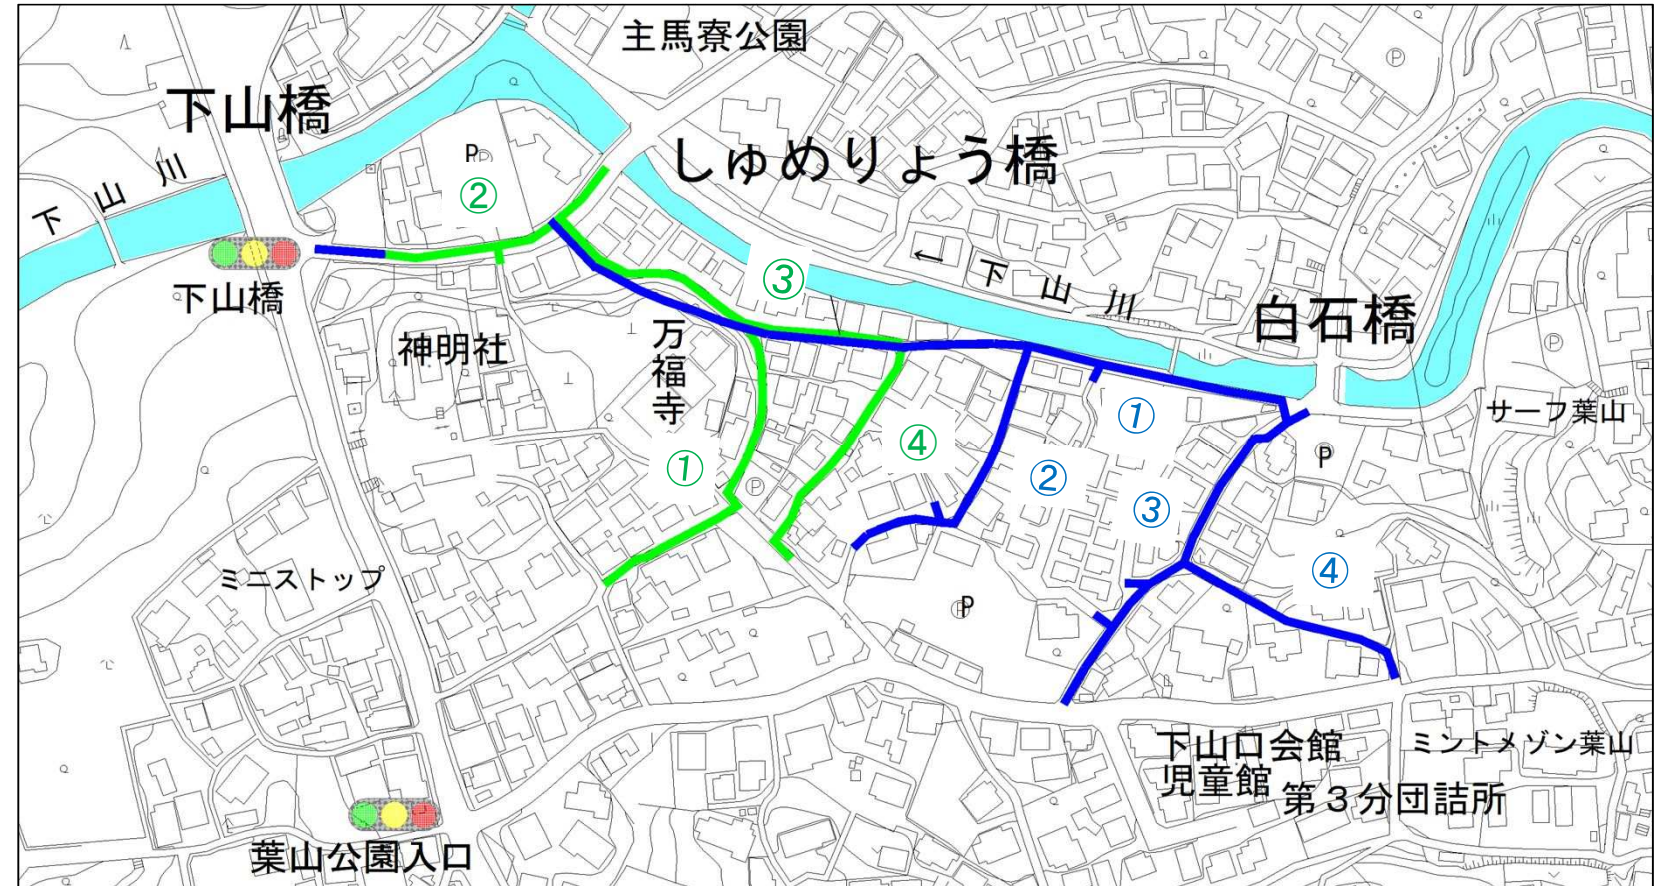 主馬寮公園
下山橋
しゅめりょう橋
P
②
下山川
下山橋
③
←下山川
白石橋
神明社
万福寺
サーフ葉山
①
①
④
②
P
③
P
④
ミニストップ
下山口会館
児童館
第３分団詰所
ミントメゾン葉山
葉山公園入口